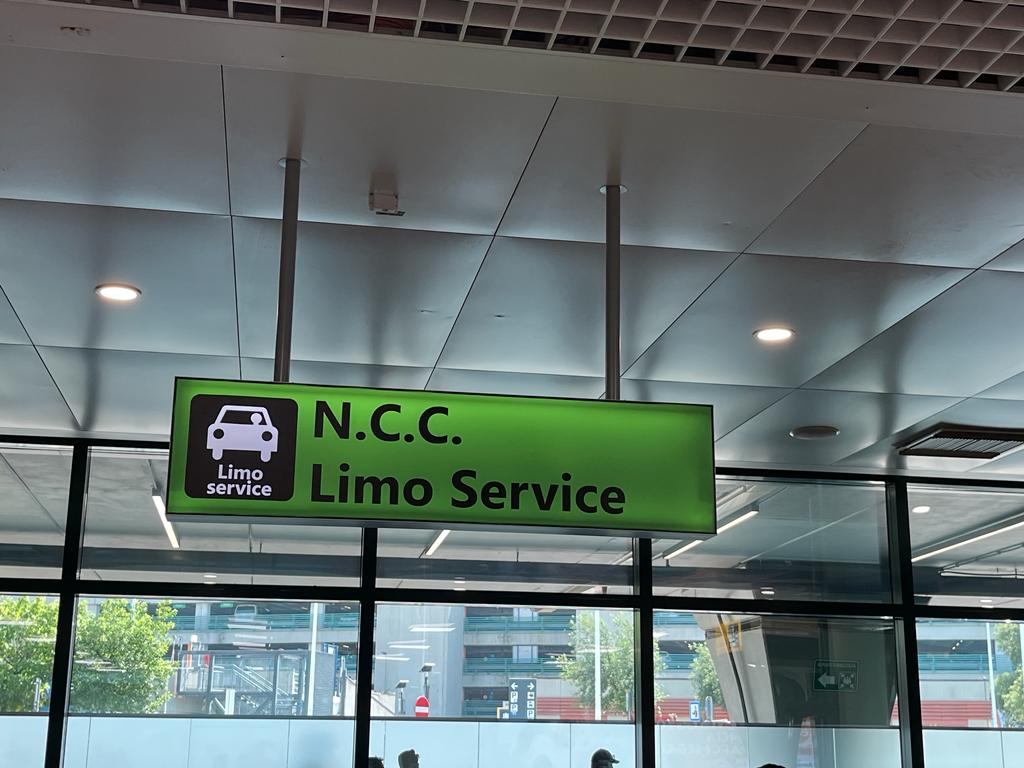 N.C.C.
Limo Service
Limo
service